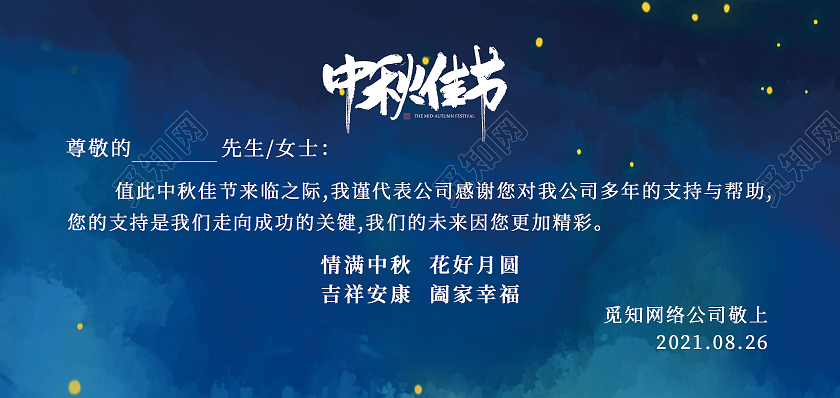 中秋佳节
THE MID-AUTUMN FESTIVAL
尊敬的________先生/女士：
值此中秋佳节来临之际,我谨代表公司感谢您对我公司多年的支持与帮助,
您的支持是我们走向成功的关键,我们的未来因您更加精彩。
情满中秋 花好月圆
吉祥安康 阖家幸福
觅知网络公司敬上
2021.08.26
觅知网
觅知网
觅知网